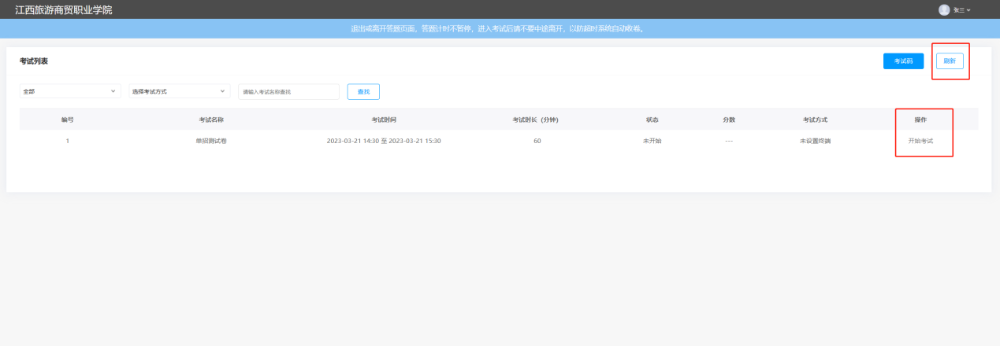 江西旅游商贸职业学院
张三
退出或离开答题页面，答题计时不暂停，进入考试后请不要中途离开，以防超时系统自动收卷。
考试列表
考试码 刷新
全部 选择考试方式 请输入考试名称查找 查找
编号 考试名称 考试时间 考试时长（分钟） 状态 分数 考试方式 操作
1 单招测试卷 2023-03-21 14:30 至 2023-03-21 15:30 60 未开始 --- 未设置终端 开始考试